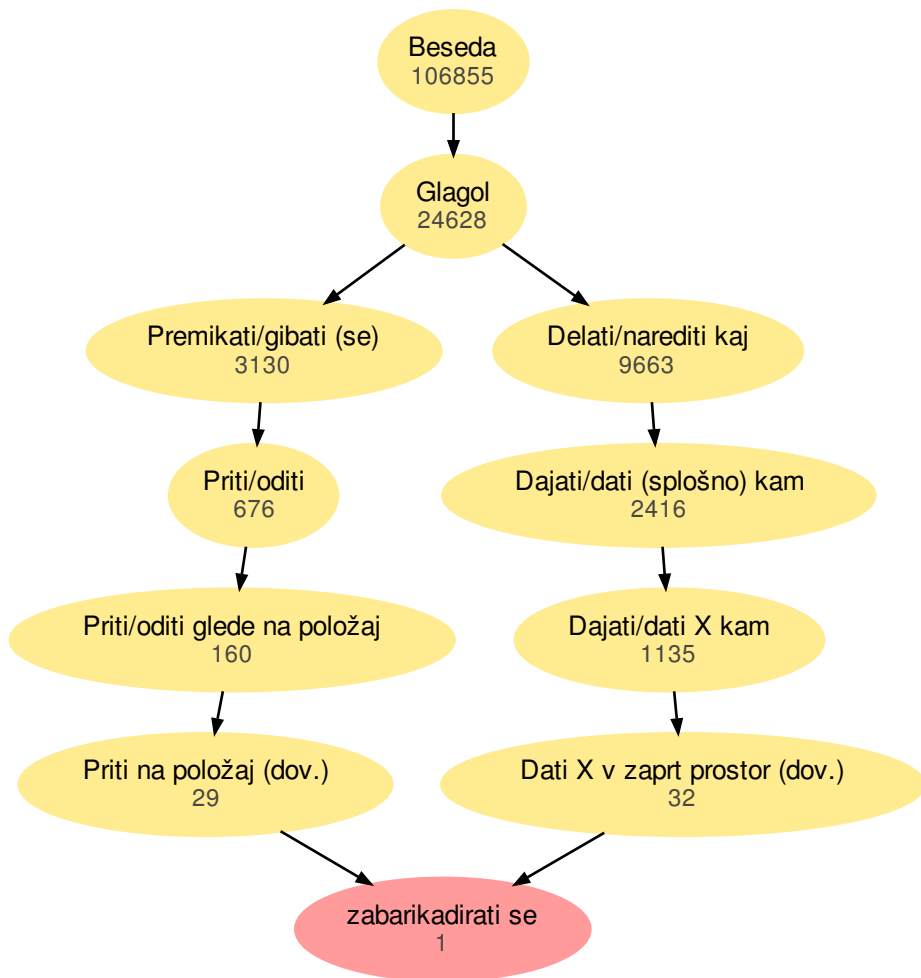 Beseda
106855
Glagol
24628
Premikati/gibati (se)
3130
Delati/narediti kaj
9663
Priti/oditi
676
Dajati/dati (splošno) kam
2416
Priti/oditi glede na položaj
160
Dajati/dati X kam
1135
Priti na položaj (dov.)
29
Dati X v zaprt prostor (dov.)
32
zabarikadirati se
1